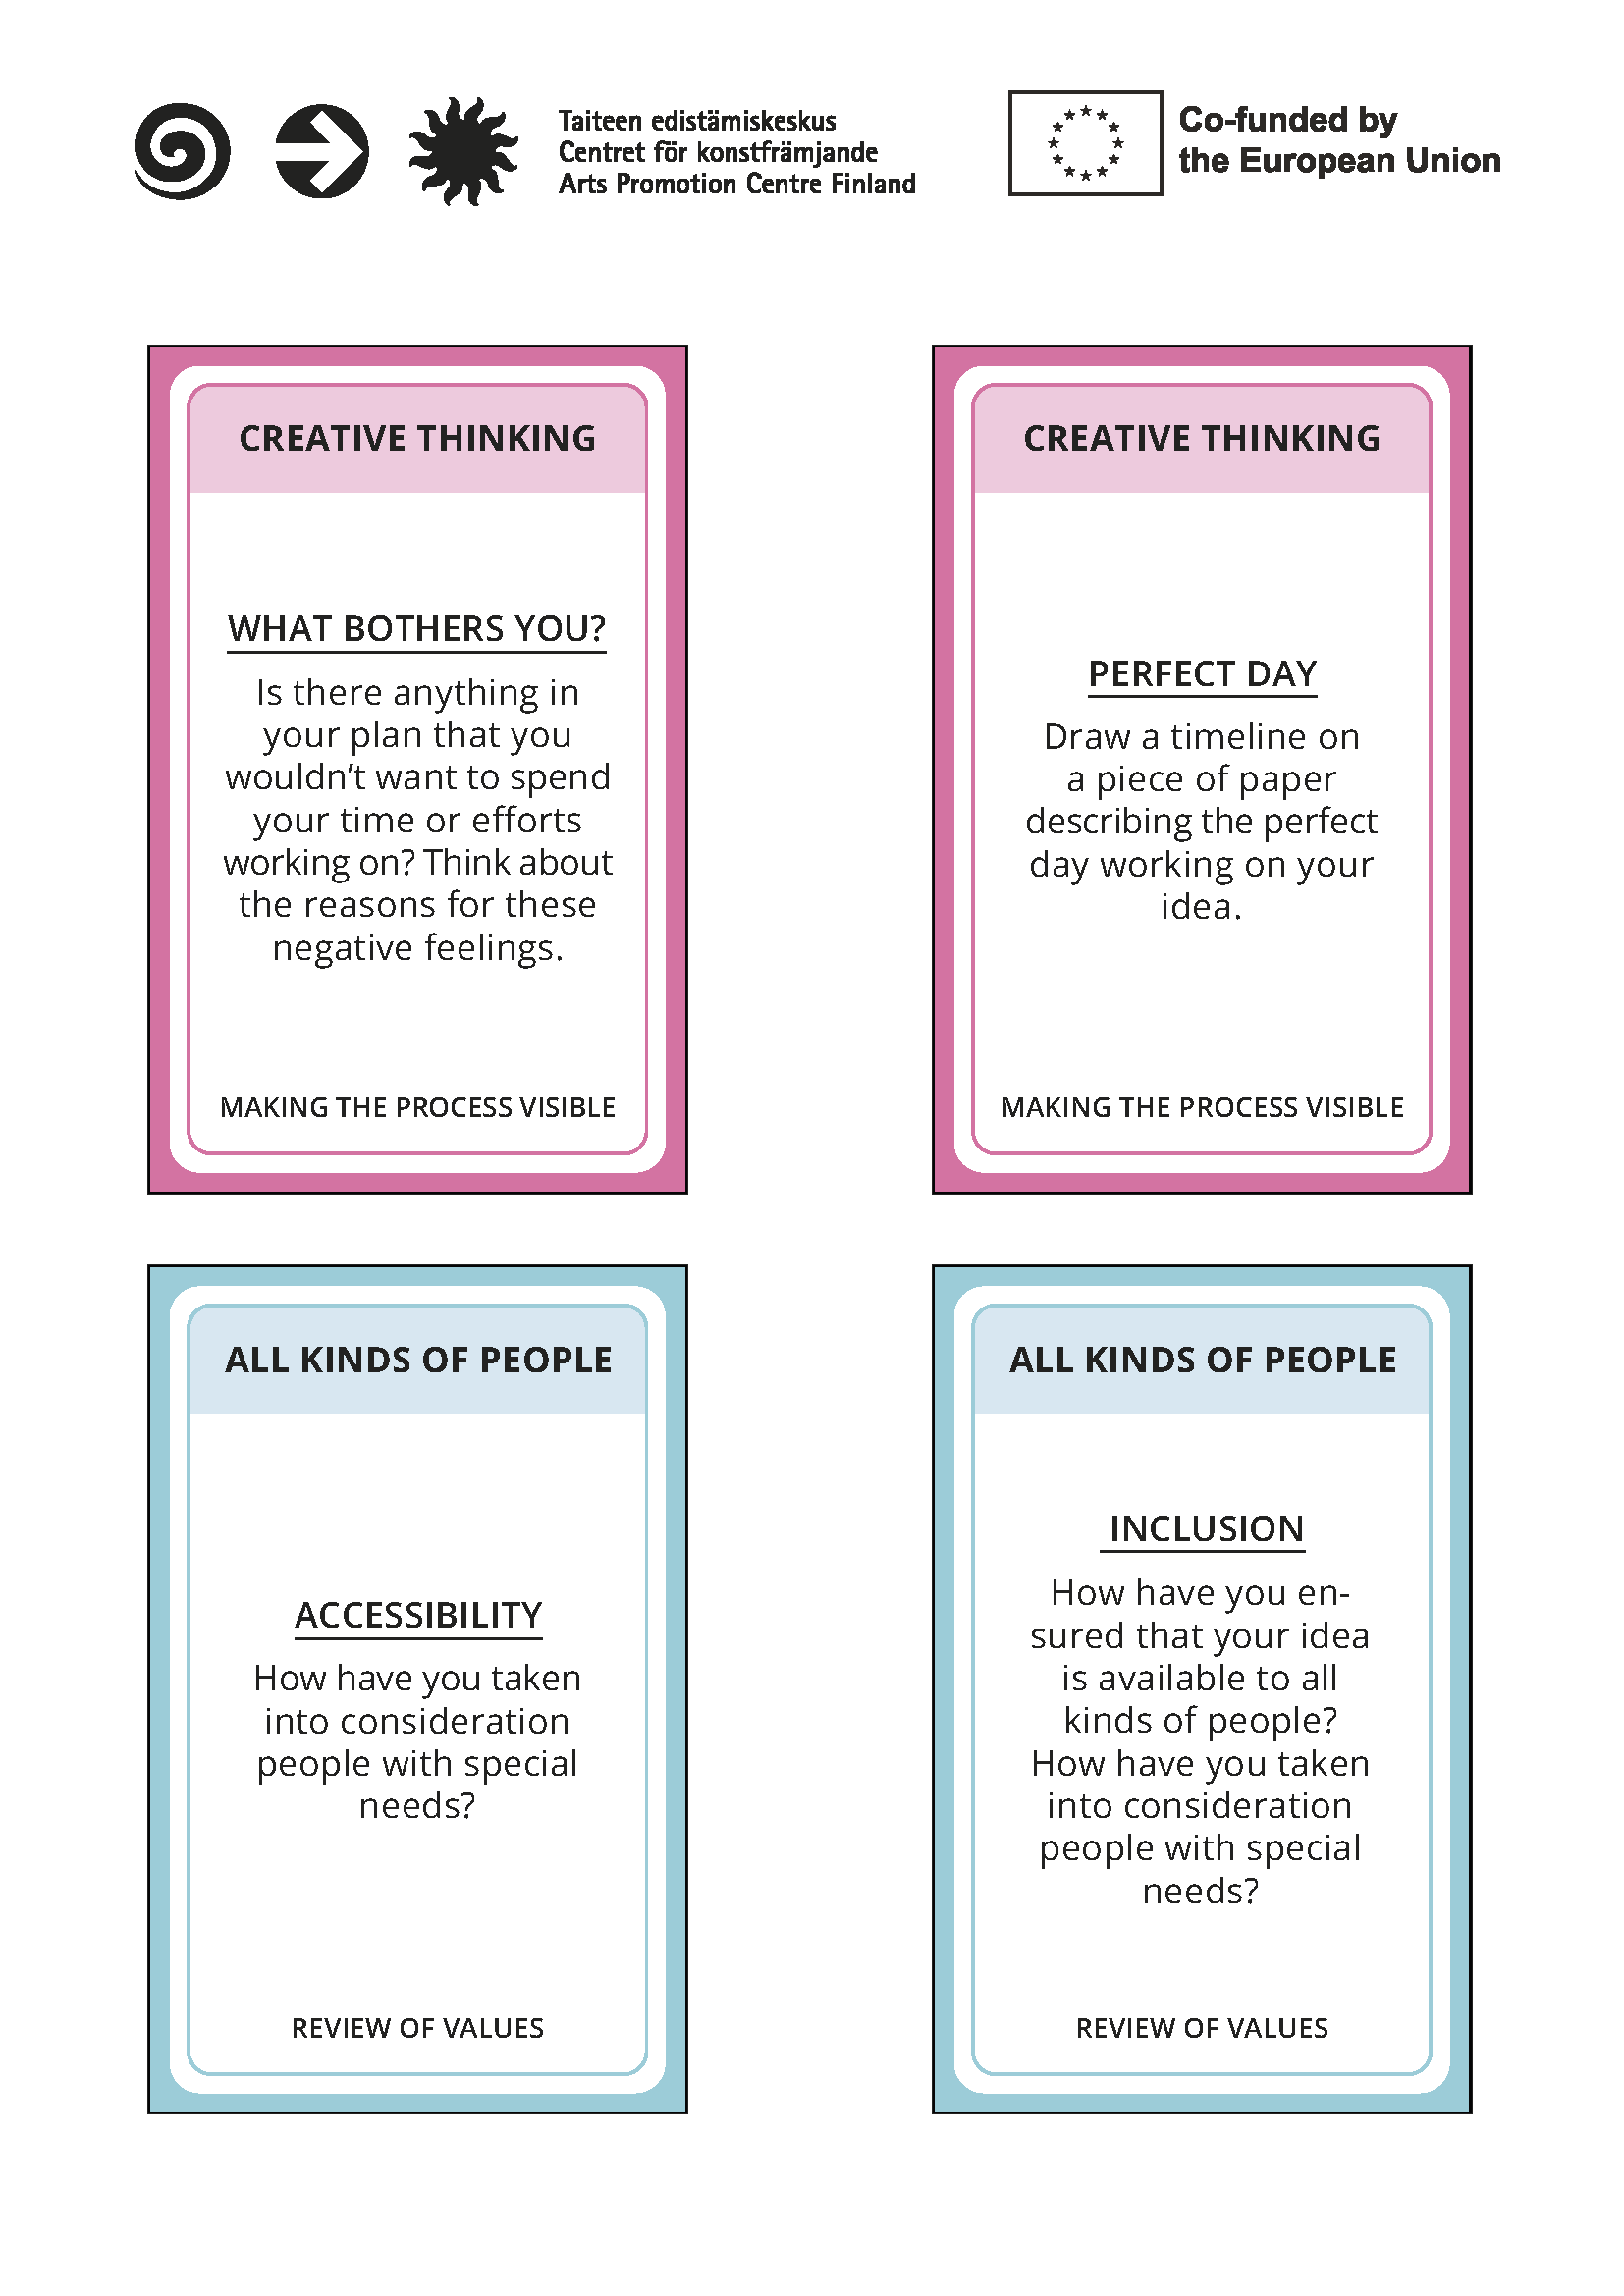 Taiteen edistämiskeskus
Centret för konstfrämjande
Arts Promotion Centre Finland
Co-funded by
the European Union
CREATIVE THINKING
WHAT BOTHERS YOU?
Is there anything in
your plan that you
wouldn’t want to spend
your time or efforts
working on? Think about
the reasons for these
negative feelings.
MAKING THE PROCESS VISIBLE
CREATIVE THINKING
PERFECT DAY
Draw a timeline on
a piece of paper
describing the perfect
day working on your
idea.
MAKING THE PROCESS VISIBLE
ALL KINDS OF PEOPLE
ACCESSIBILITY
How have you taken
into consideration
people with special
needs?
REVIEW OF VALUES
ALL KINDS OF PEOPLE
INCLUSION
How have you en-
sured that your idea
is available to all
kinds of people?
How have you taken
into consideration
people with special
needs?
REVIEW OF VALUES